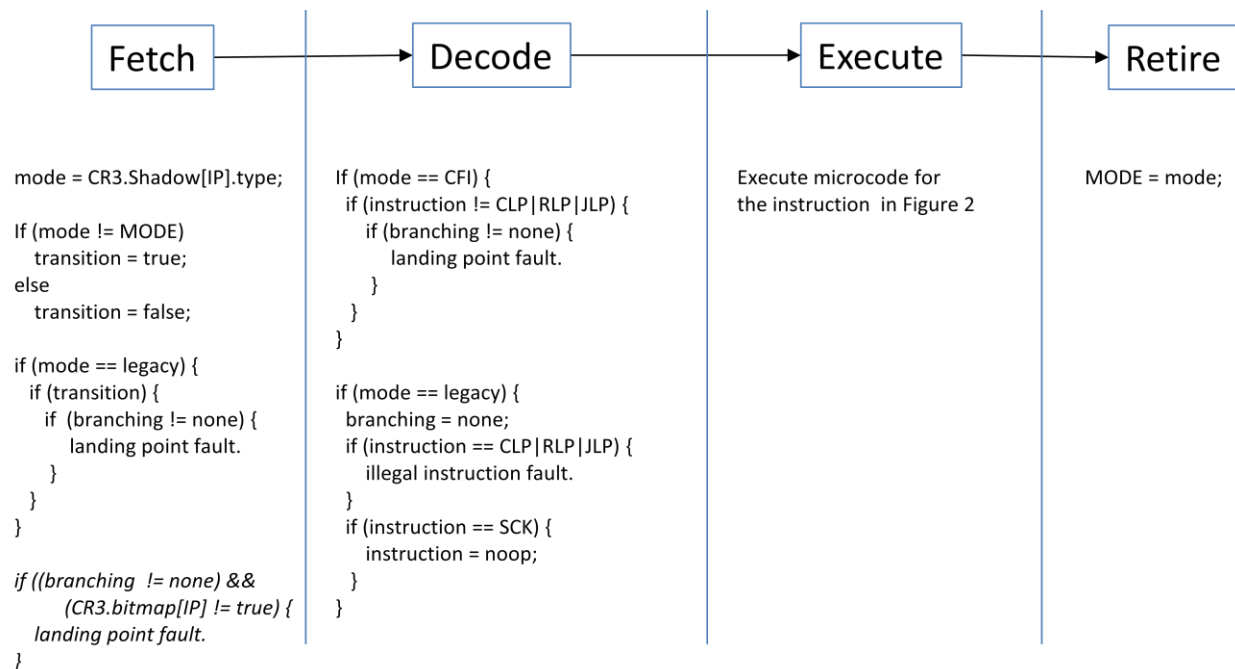 Fetch
Decode
Execute
Retire
mode = CR3.Shadow[IP].type;
If (mode != MODE)
transition = true;
else
transition = false;
if (mode == legacy) {
if (transition) {
if (branching != none) {
landing point fault.
}
}
}
if ((branching != none) &&
(CR3.bitmap[IP] != true) {
landing point fault.
}
If (mode == CFI) {
if (instruction != CLP|RLP|JLP) {
if (branching != none) {
landing point fault.
}
}
}
if (mode == legacy) {
branching = none;
if (instruction == CLP|RLP|JLP) {
illegal instruction fault.
}
if (instruction == SCK) {
instruction = noop;
}
}
Execute microcode for
the instruction in Figure 2
MODE = mode;